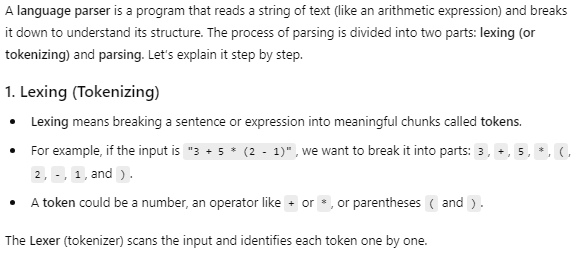 A language parser is a program that reads a string of text (like an arithmetic expression) and breaks
it down to understand its structure. The process of parsing is divided into two parts: lexing (or
tokenizing) and parsing. Let's explain it step by step.
1. Lexing (Tokenizing)
• Lexing means breaking a sentence or expression into meaningful chunks called tokens.
• For example, if the input is "3 + 5 * (2 - 1)", we want to break it into parts: 3, +, 5, *, (,
2, -, 1, and ).
• A token could be a number, an operator like + or *, or parentheses ( and ).
The Lexer (tokenizer) scans the input and identifies each token one by one.